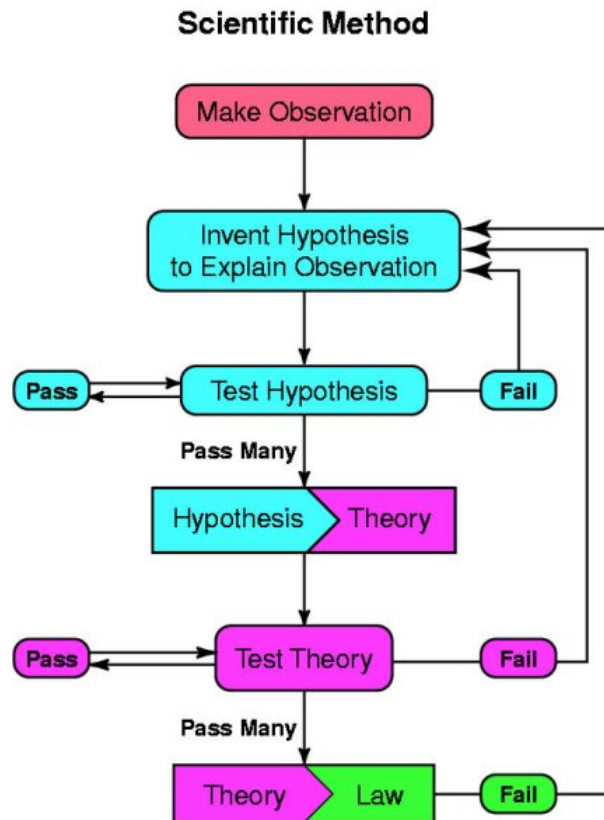 Scientific Method
Make Observation
Invent Hypothesis
to Explain Observation
Pass
Test Hypothesis
Fail
Pass Many
Hypothesis
Theory
Pass
Test Theory
Fail
Pass Many
Theory
Law
Fail